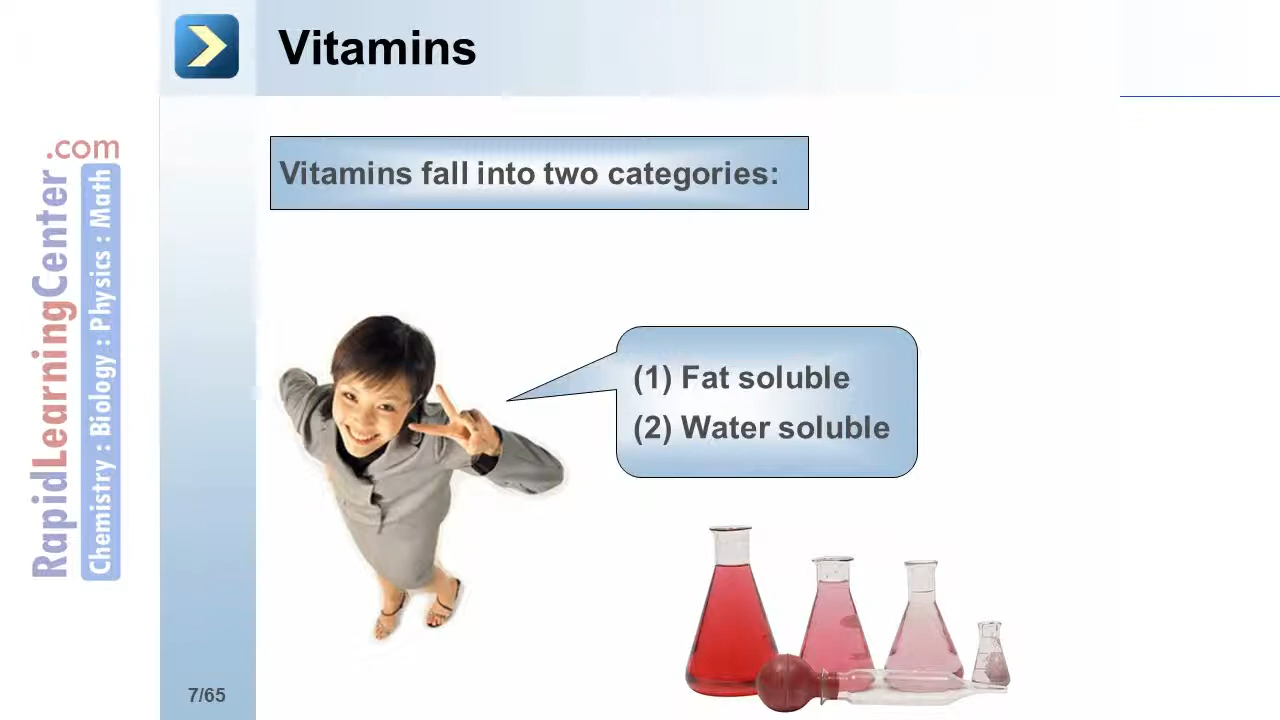 Vitamins
Vitamins fall into two categories:
(1) Fat soluble
(2) Water soluble
RapidLearningCenter.com
Chemistry : Biology : Physics : Math
7/65